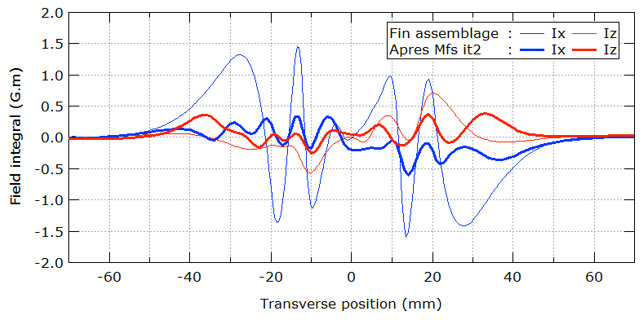 Fin assemblage : Ix Iz
Apres Mfs it2 : Ix Iz
2.0
1.5
1.0
0.5
0.0
-0.5
-1.0
-1.5
-2.0
Field integral (G.m)
-60 -40 -20 0 20 40 60
Transverse position (mm)